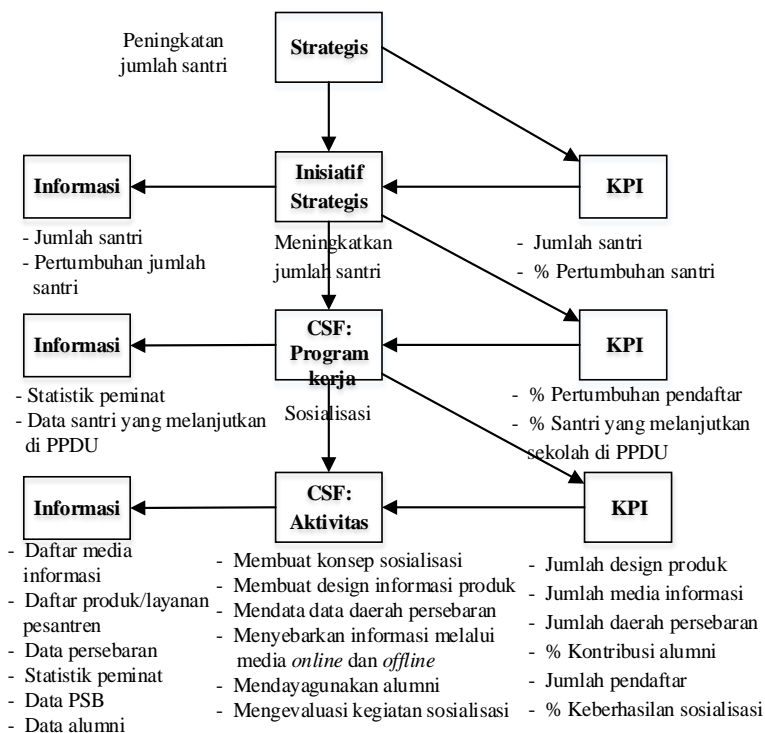 Peningkatan
jumlah santri
Strategis
Informasi
Inisiatif
Strategis
KPI
- Jumlah santri
- Pertumbuhan jumlah
santri
Meningkatkan
jumlah santri
- Jumlah santri
- % Pertumbuhan santri
Informasi
CSF:
Program
kerja
KPI
- Statistik peminat
- Data santri yang melanjutkan
di PPDU
Sosialisasi
- % Pertumbuhan pendaftar
- % Santri yang melanjutkan
sekolah di PPDU
Informasi
CSF:
Aktivitas
KPI
- Daftar media
informasi
- Daftar produk/layanan
pesantren
- Data persebaran
- Statistik peminat
- Data PSB
- Data alumni
- Membuat konsep sosialisasi
- Membuat design informasi produk
- Mendata data daerah persebaran
- Menyebarkan informasi melalui
media online dan offline
- Mendayagunakan alumni
- Mengevaluasi kegiatan sosialisasi
- Jumlah design produk
- Jumlah media informasi
- Jumlah daerah persebaran
- % Kontribusi alumni
- Jumlah pendaftar
- % Keberhasilan sosialisasi